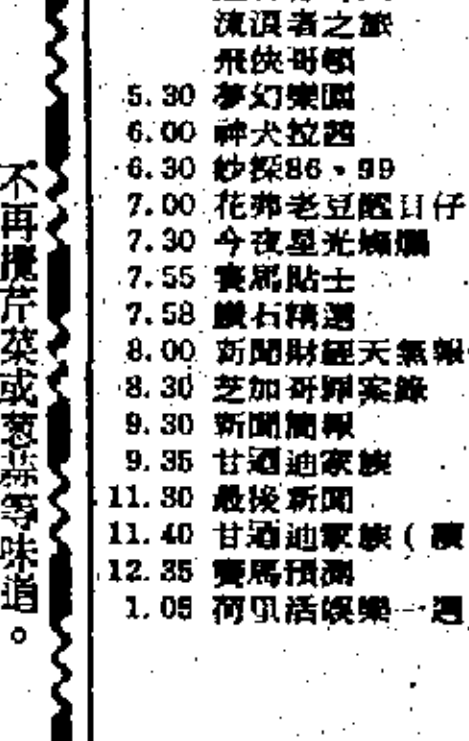 流浪者之旅
飛俠哥頓
5.30 夢幻樂園
6.00 神犬拉茜
6.30 妙探86、99
7.00 花弗老豆醒目仔
7.30 今夜星光燦爛
7.55 賽馬貼士
7.58 鑽石精選
8.00 新聞財經天氣報
8.30 芝加哥罪案錄
9.30 新聞簡報
9.35 甘迺迪家族
11.30 最後新聞
11.40 甘迺迪家族(續
12.35 賽馬預測
1.05 荷里活娛樂一週
不再攪芹菜或葱蒜等味道。